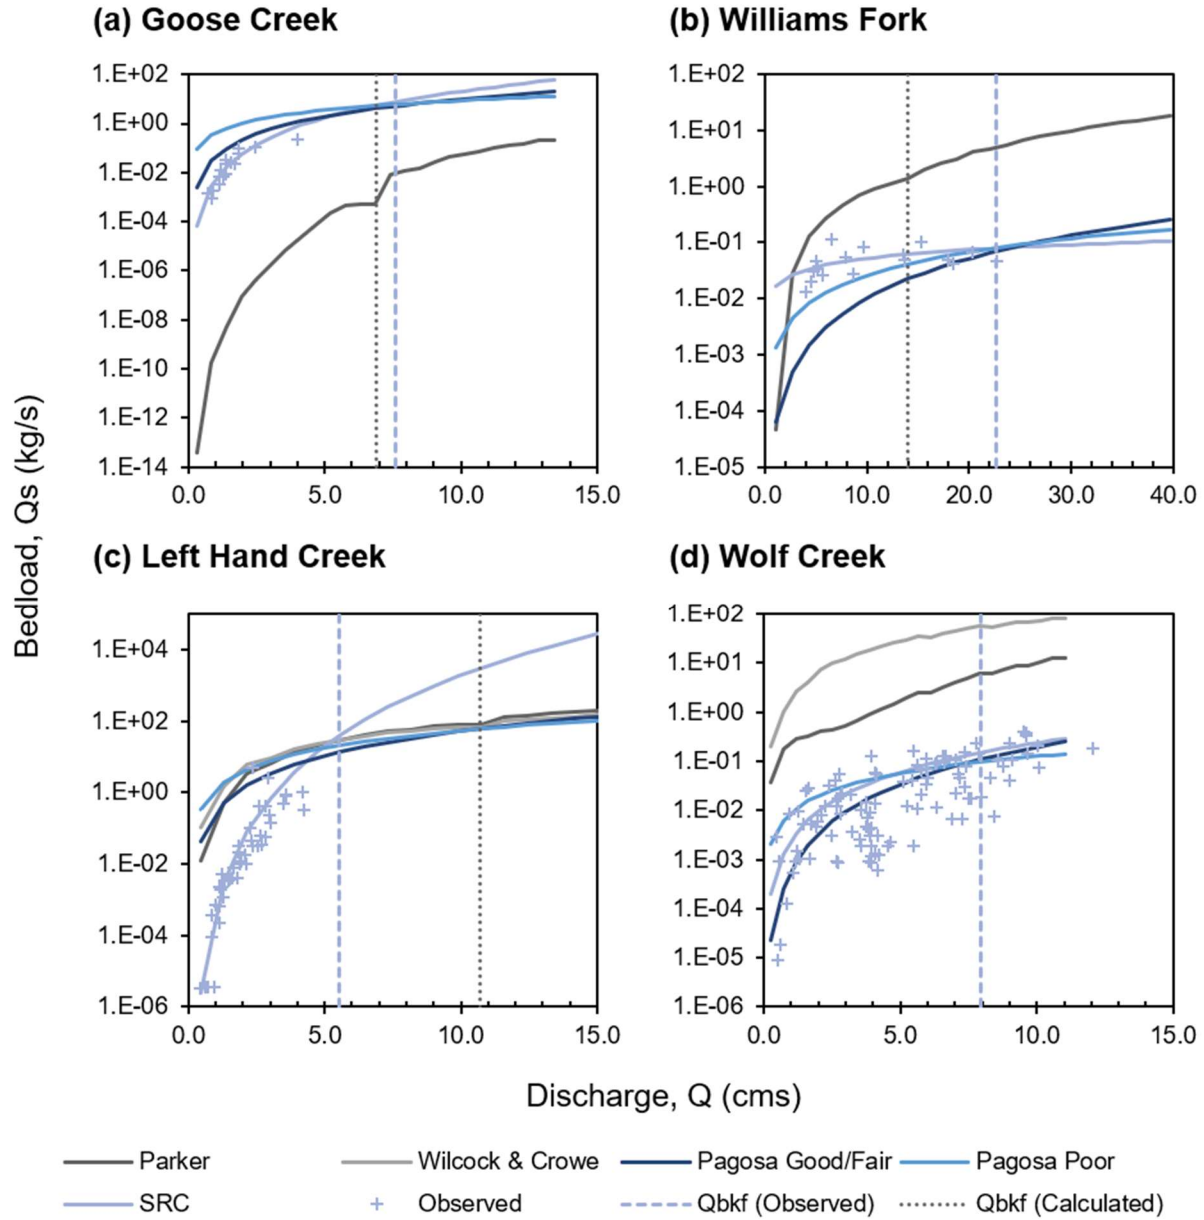 (a) Goose Creek
(b) Williams Fork
1.E+02
1.E+00
1.E-02
1.E-04
1.E-06
1.E-08
1.E-10
1.E-12
1.E-14
0.0 5.0 10.0 15.0
1.E+02
1.E+01
1.E+00
1.E-01
1.E-02
1.E-03
1.E-04
1.E-05
0.0 10.0 20.0 30.0 40.0
Bedload, Qs (kg/s)
(c) Left Hand Creek
(d) Wolf Creek
1.E+04
1.E+02
1.E+00
1.E-02
1.E-04
1.E-06
0.0 5.0 10.0 15.0
1.E+02
1.E+01
1.E+00
1.E-01
1.E-02
1.E-03
1.E-04
1.E-05
1.E-06
0.0 5.0 10.0 15.0
Discharge, Q (cms)
Parker Wilcock & Crowe Pagosa Good/Fair Pagosa Poor
SRC Observed Qbkf (Observed) Qbkf (Calculated)